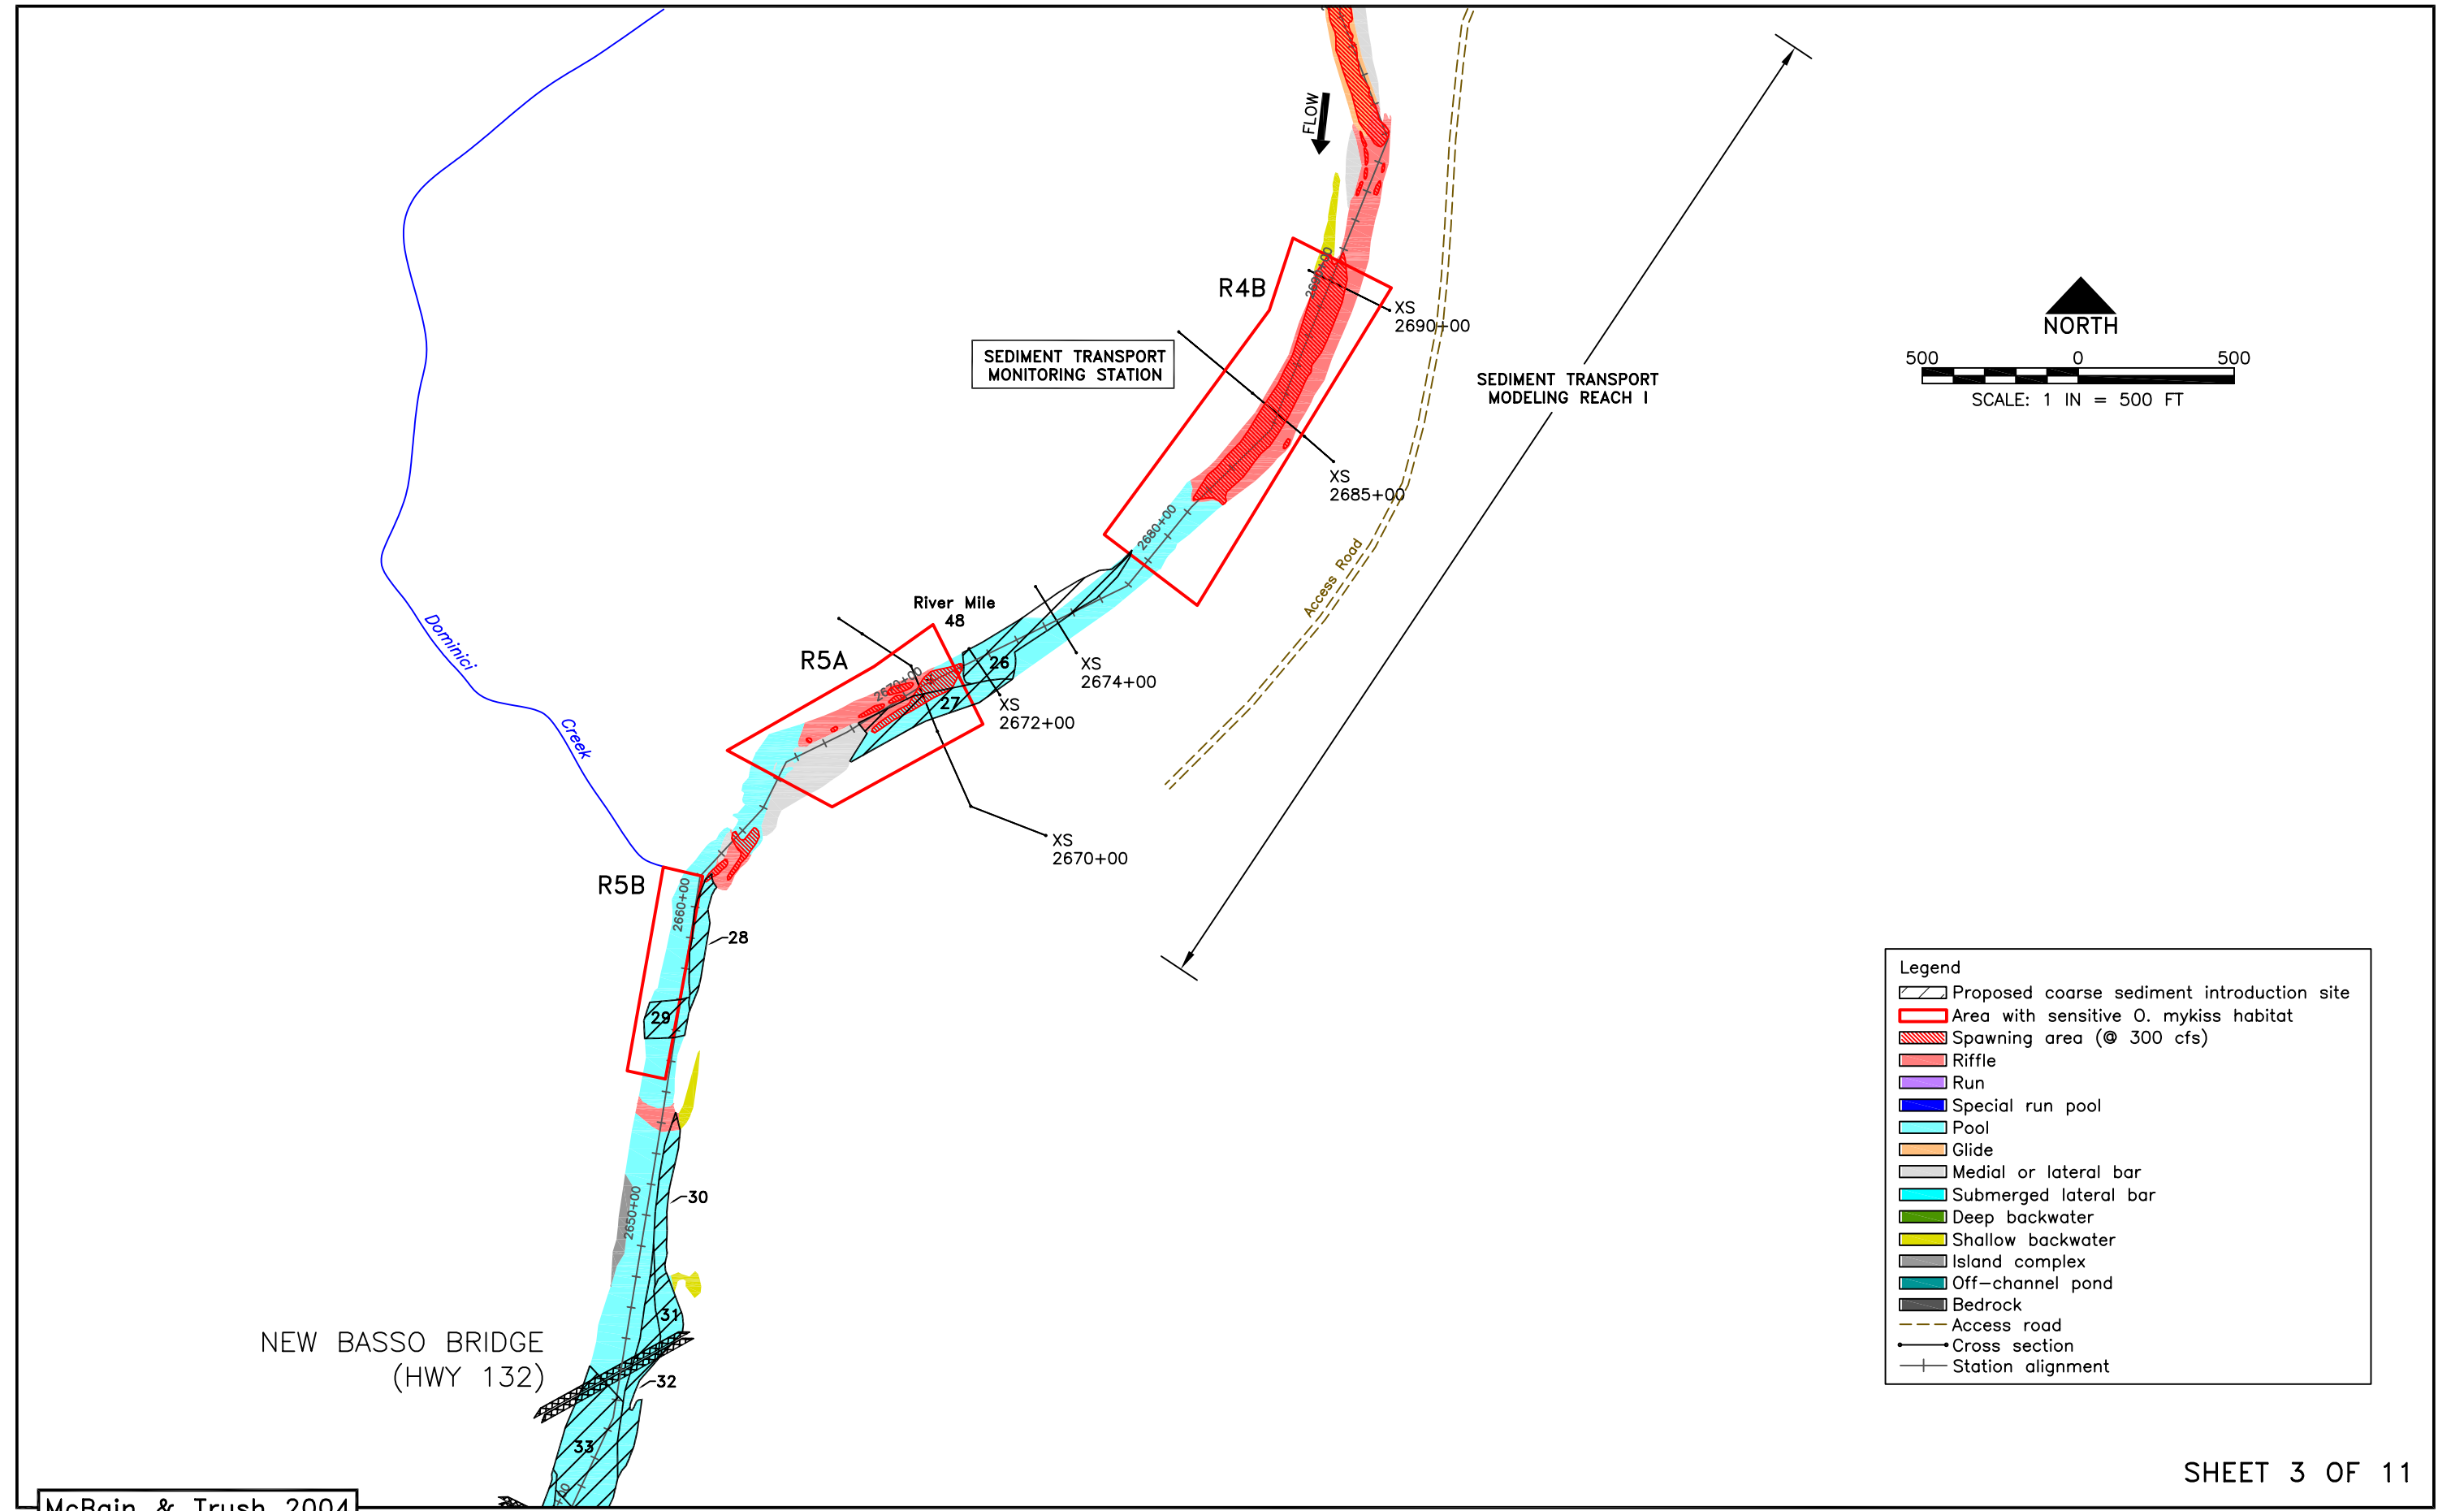 FLOW
R4B
2690+00
XS
2690+00
NORTH
500 0 500
SCALE: 1 IN = 500 FT
SEDIMENT TRANSPORT
MONITORING STATION
SEDIMENT TRANSPORT
MODELING REACH I
XS
2685+00
2680+00
Access Road
River Mile
48
R5A
2670+00
26
27
XS
2674+00
XS
2672+00
XS
2670+00
Dominici
Creek
R5B
2660+00
28
29
30
2650+00
31
NEW BASSO BRIDGE
(HWY 132)
32
33
Legend
Proposed coarse sediment introduction site
Area with sensitive O. mykiss habitat
Spawning area (@ 300 cfs)
Riffle
Run
Special run pool
Pool
Glide
Medial or lateral bar
Submerged lateral bar
Deep backwater
Shallow backwater
Island complex
Off-channel pond
Bedrock
Access road
Cross section
Station alignment
SHEET 3 OF 11
McBain & Trush 2004